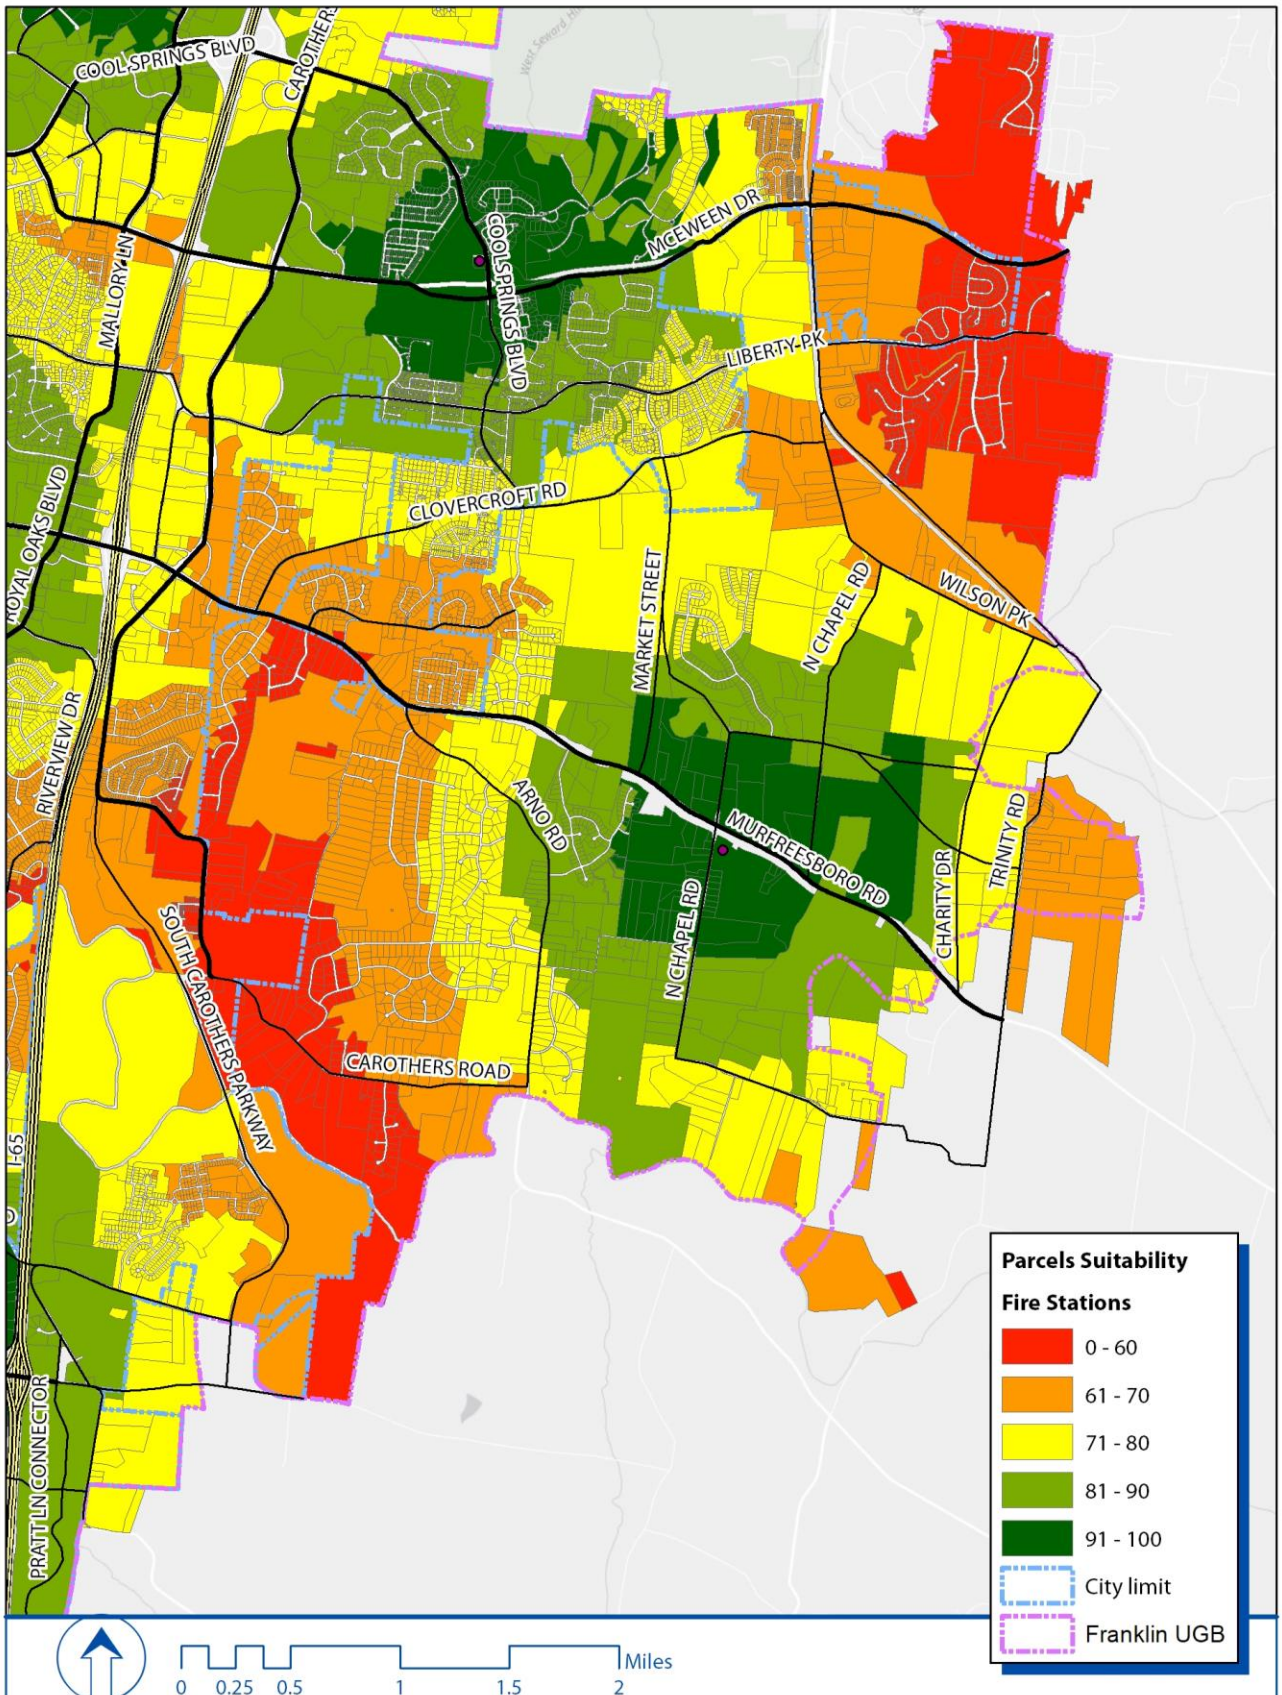 COOL SPRINGS BLVD
CAROTHERS
West
MALLORY LN
COOLSPRINGS BLVD
MCEWEEN DR
LIBERTY PK
ROYAL OAKS BLVD
CLOVERCROFT RD
MARKET STREET
N CHAPEL RD
WILSON PK
RIVERVIEW DR
ARNO RD
MURFREESBORO RD
N CHAPEL RD
CHARITY DR
TRINITY RD
SOUTH CAROTHERS PARKWAY
CAROTHERS ROAD
I-65
PRATT LN CONNECTOR
Parcels Suitability
Fire Stations
0 - 60
61 - 70
71 - 80
81 - 90
91 - 100
City limit
Franklin UGB
Miles
0 0.25 0.5 1 1.5 2